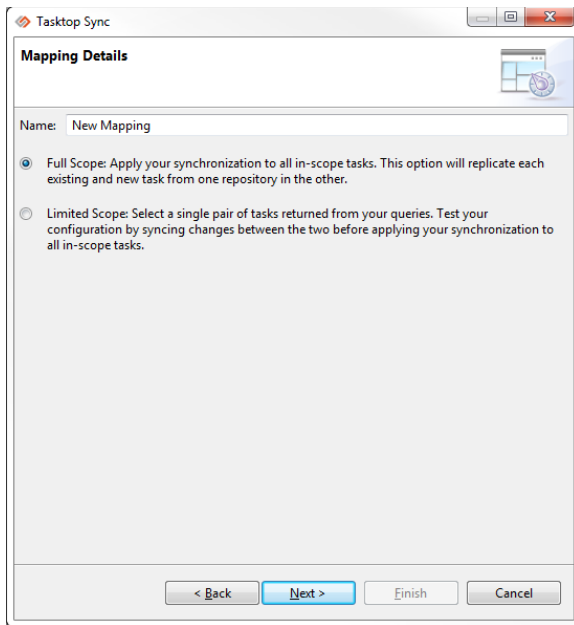 Tasktop Sync
Mapping Details
Name: New Mapping
Full Scope: Apply your synchronization to all in-scope tasks. This option will replicate each
existing and new task from one repository in the other.
Limited Scope: Select a single pair of tasks returned from your queries. Test your
configuration by syncing changes between the two before applying your synchronization to
all in-scope tasks.
< Back Next > Finish Cancel